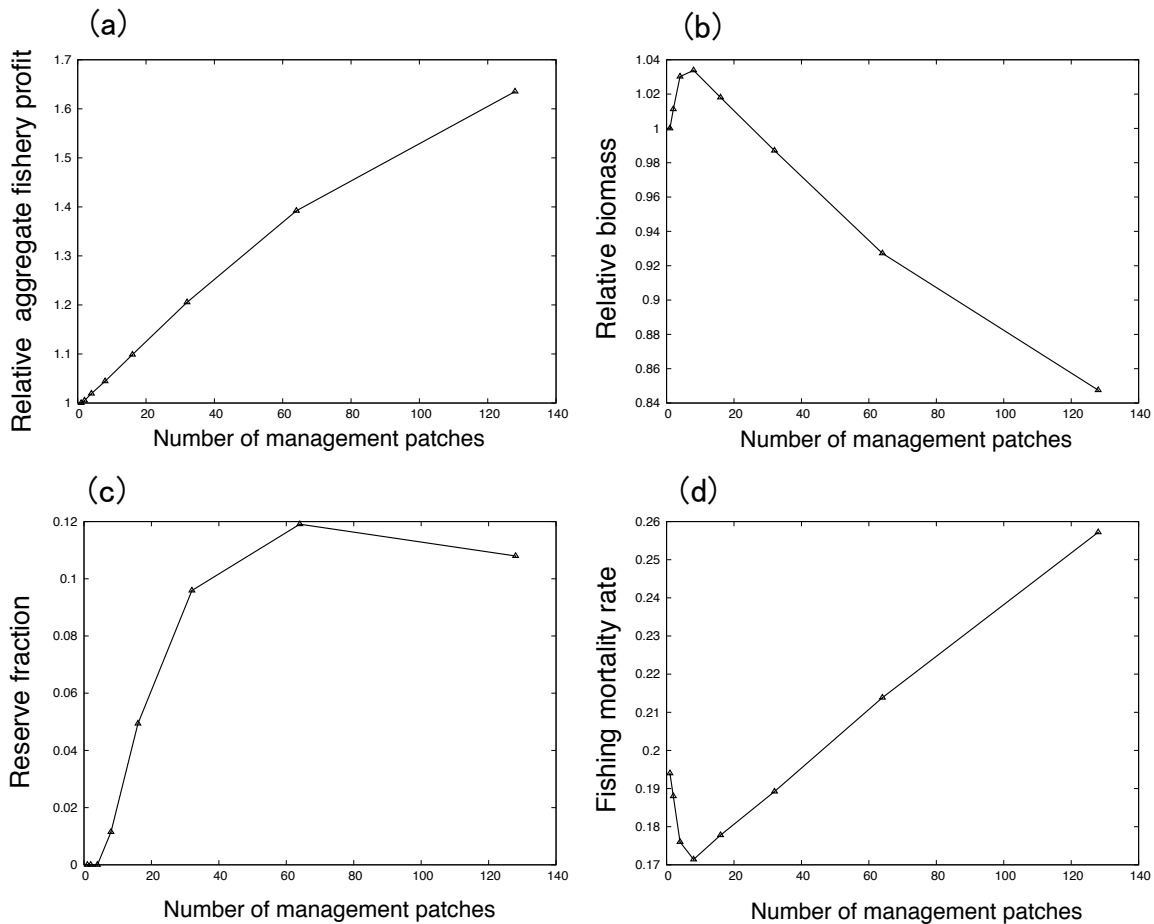 (a)
Relative aggregate fishery profit
1.7
1.6
1.5
1.4
1.3
1.2
1.1
1
0 20 40 60 80 100 120 140
Number of management patches
(b)
Relative biomass
1.04
1.02
1
0.98
0.96
0.94
0.92
0.9
0.88
0.86
0.84
0 20 40 60 80 100 120 140
Number of management patches
(c)
Reserve fraction
0.12
0.1
0.08
0.06
0.04
0.02
0
0 20 40 60 80 100 120 140
Number of management patches
(d)
Fishing mortality rate
0.26
0.25
0.24
0.23
0.22
0.21
0.2
0.19
0.18
0.17
0 20 40 60 80 100 120 140
Number of management patches